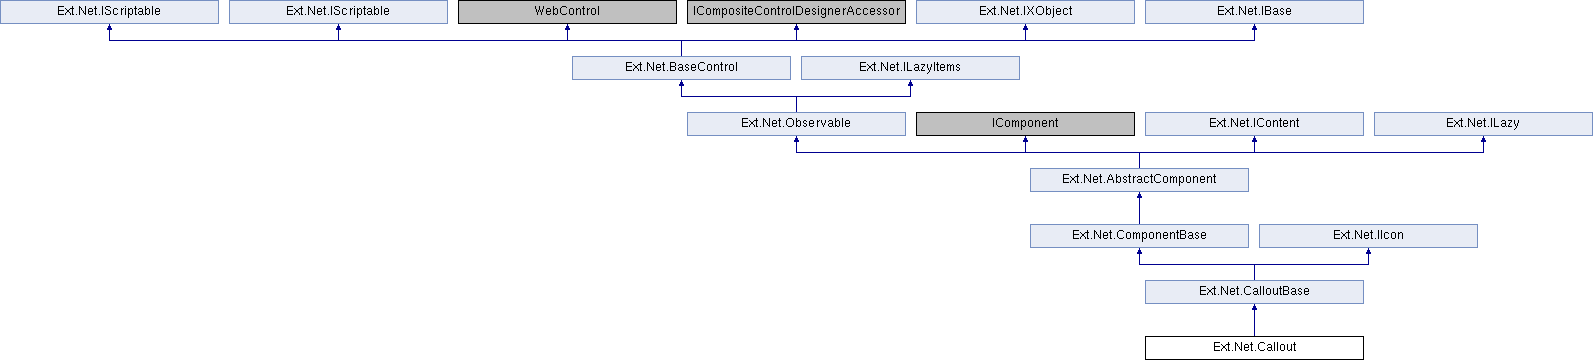 Ext.Net.IScriptable
Ext.Net.IScriptable
WebControl
ICompositeControlDesignerAccessor
Ext.Net.IXObject
Ext.Net.IBase
Ext.Net.BaseControl
Ext.Net.ILazyItems
Ext.Net.Observable
IComponent
Ext.Net.IContent
Ext.Net.ILazy
Ext.Net.AbstractComponent
Ext.Net.ComponentBase
Ext.Net.IIcon
Ext.Net.CalloutBase
Ext.Net.Callout